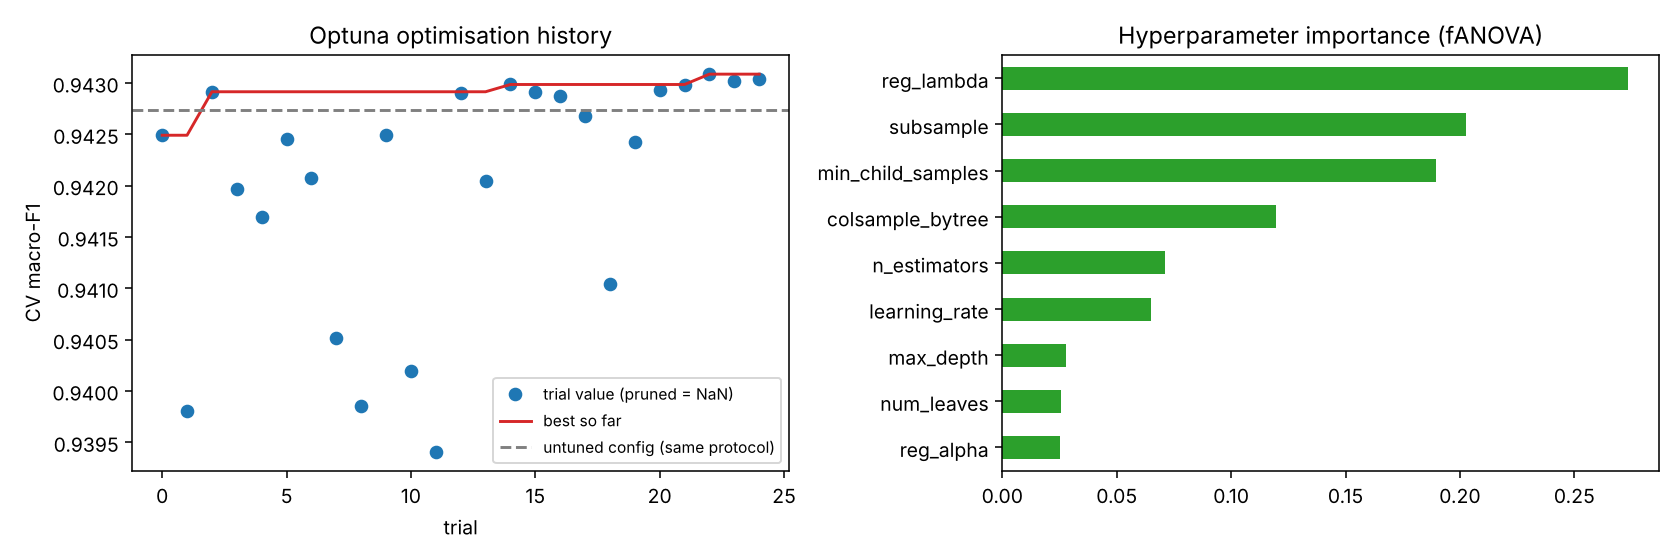 Optuna optimisation history
CV macro-F1
0.9430
0.9425
0.9420
0.9415
0.9410
0.9405
0.9400
0.9395
trial value (pruned = NaN)
best so far
untuned config (same protocol)
0 5 10 15 20 25
trial
Hyperparameter importance (fANOVA)
reg_lambda
subsample
min_child_samples
colsample_bytree
n_estimators
learning_rate
max_depth
num_leaves
reg_alpha
0.00 0.05 0.10 0.15 0.20 0.25